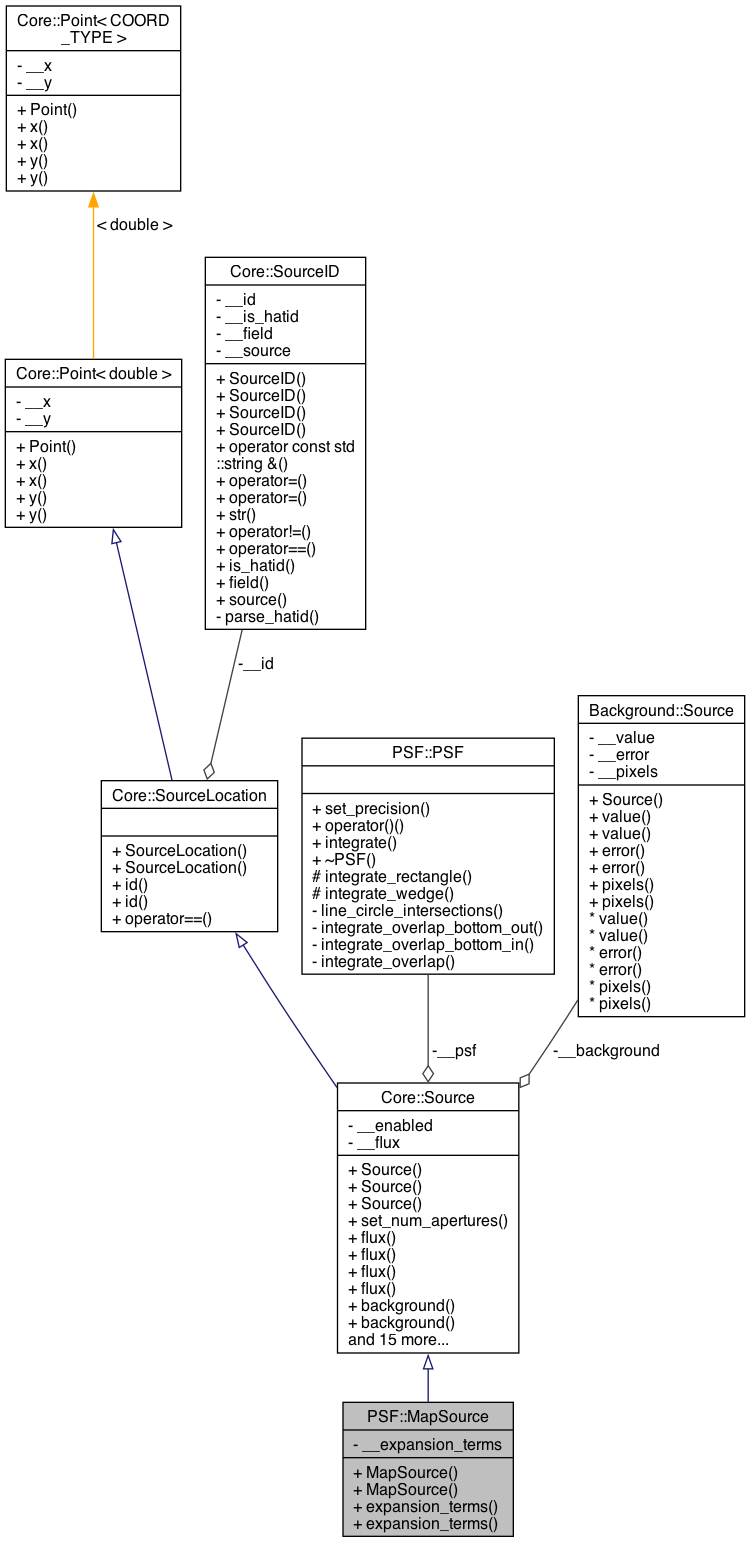 Core::Point< COORD
_TYPE >
- __x
- __y
+ Point()
+ x()
+ x()
+ y()
+ y()
< double >
Core::SourceID
- __id
- __is_hatid
- __field
- __source
+ SourceID()
+ SourceID()
+ SourceID()
+ SourceID()
+ operator const std
::string &()
+ operator=()
+ operator=()
+ str()
+ operator!=()
+ operator==()
+ is_hatid()
+ field()
+ source()
- parse_hatid()
Core::Point< double >
- __x
- __y
+ Point()
+ x()
+ x()
+ y()
+ y()
-__id
Core::SourceLocation
+ SourceLocation()
+ SourceLocation()
+ id()
+ id()
+ operator==()
PSF::PSF
+ set_precision()
+ operator()()
+ integrate()
+ ~PSF()
# integrate_rectangle()
# integrate_wedge()
- line_circle_intersections()
- integrate_overlap_bottom_out()
- integrate_overlap_bottom_in()
- integrate_overlap()
Background::Source
- __value
- __error
- __pixels
+ Source()
+ value()
+ value()
+ error()
+ error()
+ pixels()
+ pixels()
* value()
* value()
* error()
* error()
* pixels()
* pixels()
-__psf
-__background
Core::Source
- __enabled
- __flux
+ Source()
+ Source()
+ Source()
+ set_num_apertures()
+ flux()
+ flux()
+ flux()
+ flux()
+ background()
+ background()
and 15 more...
PSF::MapSource
- __expansion_terms
+ MapSource()
+ MapSource()
+ expansion_terms()
+ expansion_terms()